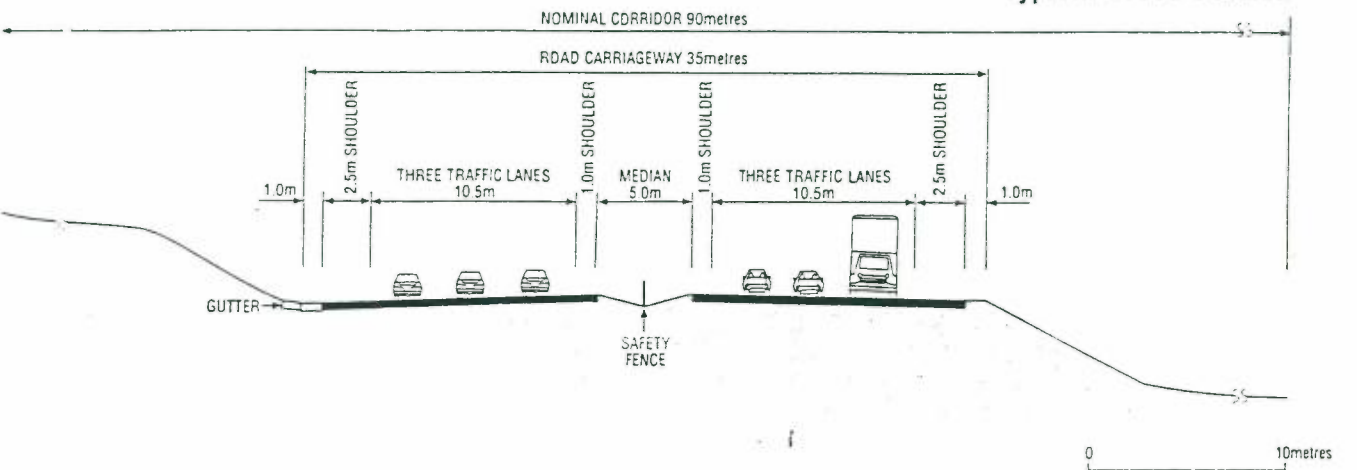 NOMINAL CORRIDOR 90metres
ROAD CARRIAGEWAY 35metres
2.5m SHOULDER
1.0m SHOULDER
1.0m SHOULDER
2.5m SHOULDER
1.0m
THREE TRAFFIC LANES
10.5m
MEDIAN
5.0m
THREE TRAFFIC LANES
10.5m
1.0m
GUTTER
SAFETY
FENCE
0
10metres